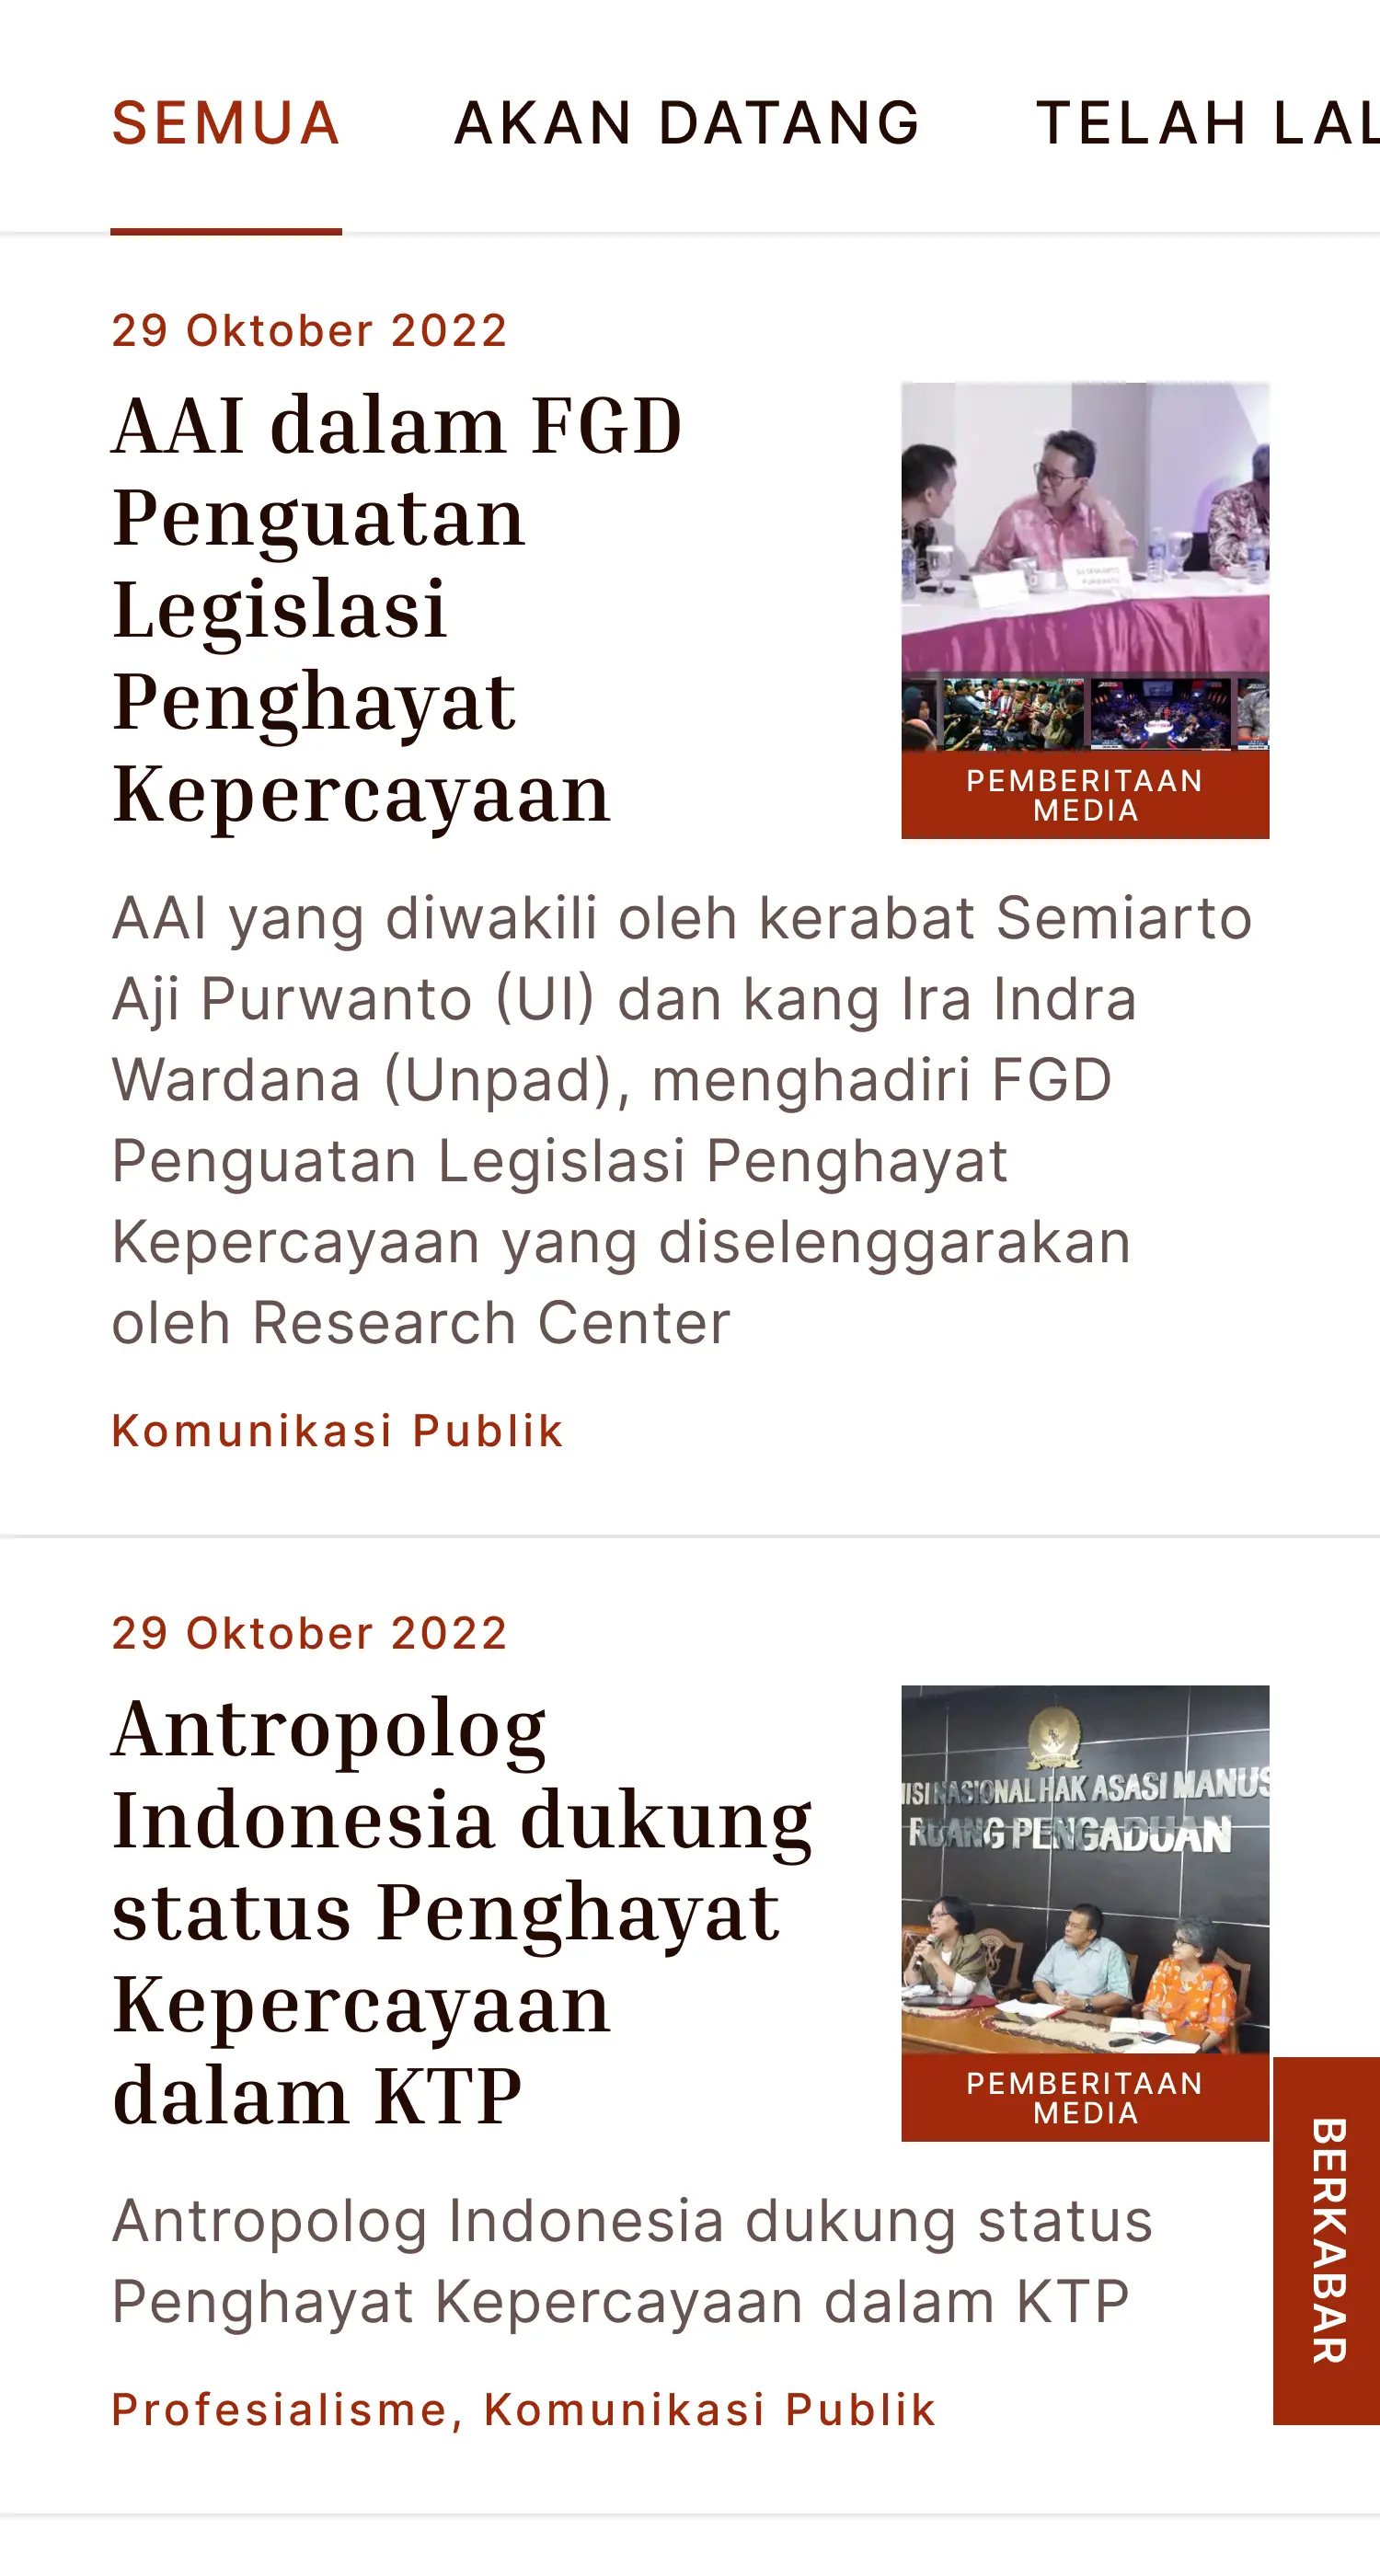 SEMUA AKAN DATANG TELAH LAL
29 Oktober 2022
AAI dalam FGD
Penguatan
Legislasi
Penghayat
Kepercayaan
PEMBERITAAN
MEDIA
AAI yang diwakili oleh kerabat Semiarto
Aji Purwanto (UI) dan kang Ira Indra
Wardana (Unpad), menghadiri FGD
Penguatan Legislasi Penghayat
Kepercayaan yang diselenggarakan
oleh Research Center
Komunikasi Publik
29 Oktober 2022
Antropolog
Indonesia dukung
status Penghayat
Kepercayaan
dalam KTP
ISI NASIONAL HAK ASASI MANUS
RUANG PENGADUAN
PEMBERITAAN
MEDIA
Antropolog Indonesia dukung status
Penghayat Kepercayaan dalam KTP
Profesialisme, Komunikasi Publik
BERKABAR